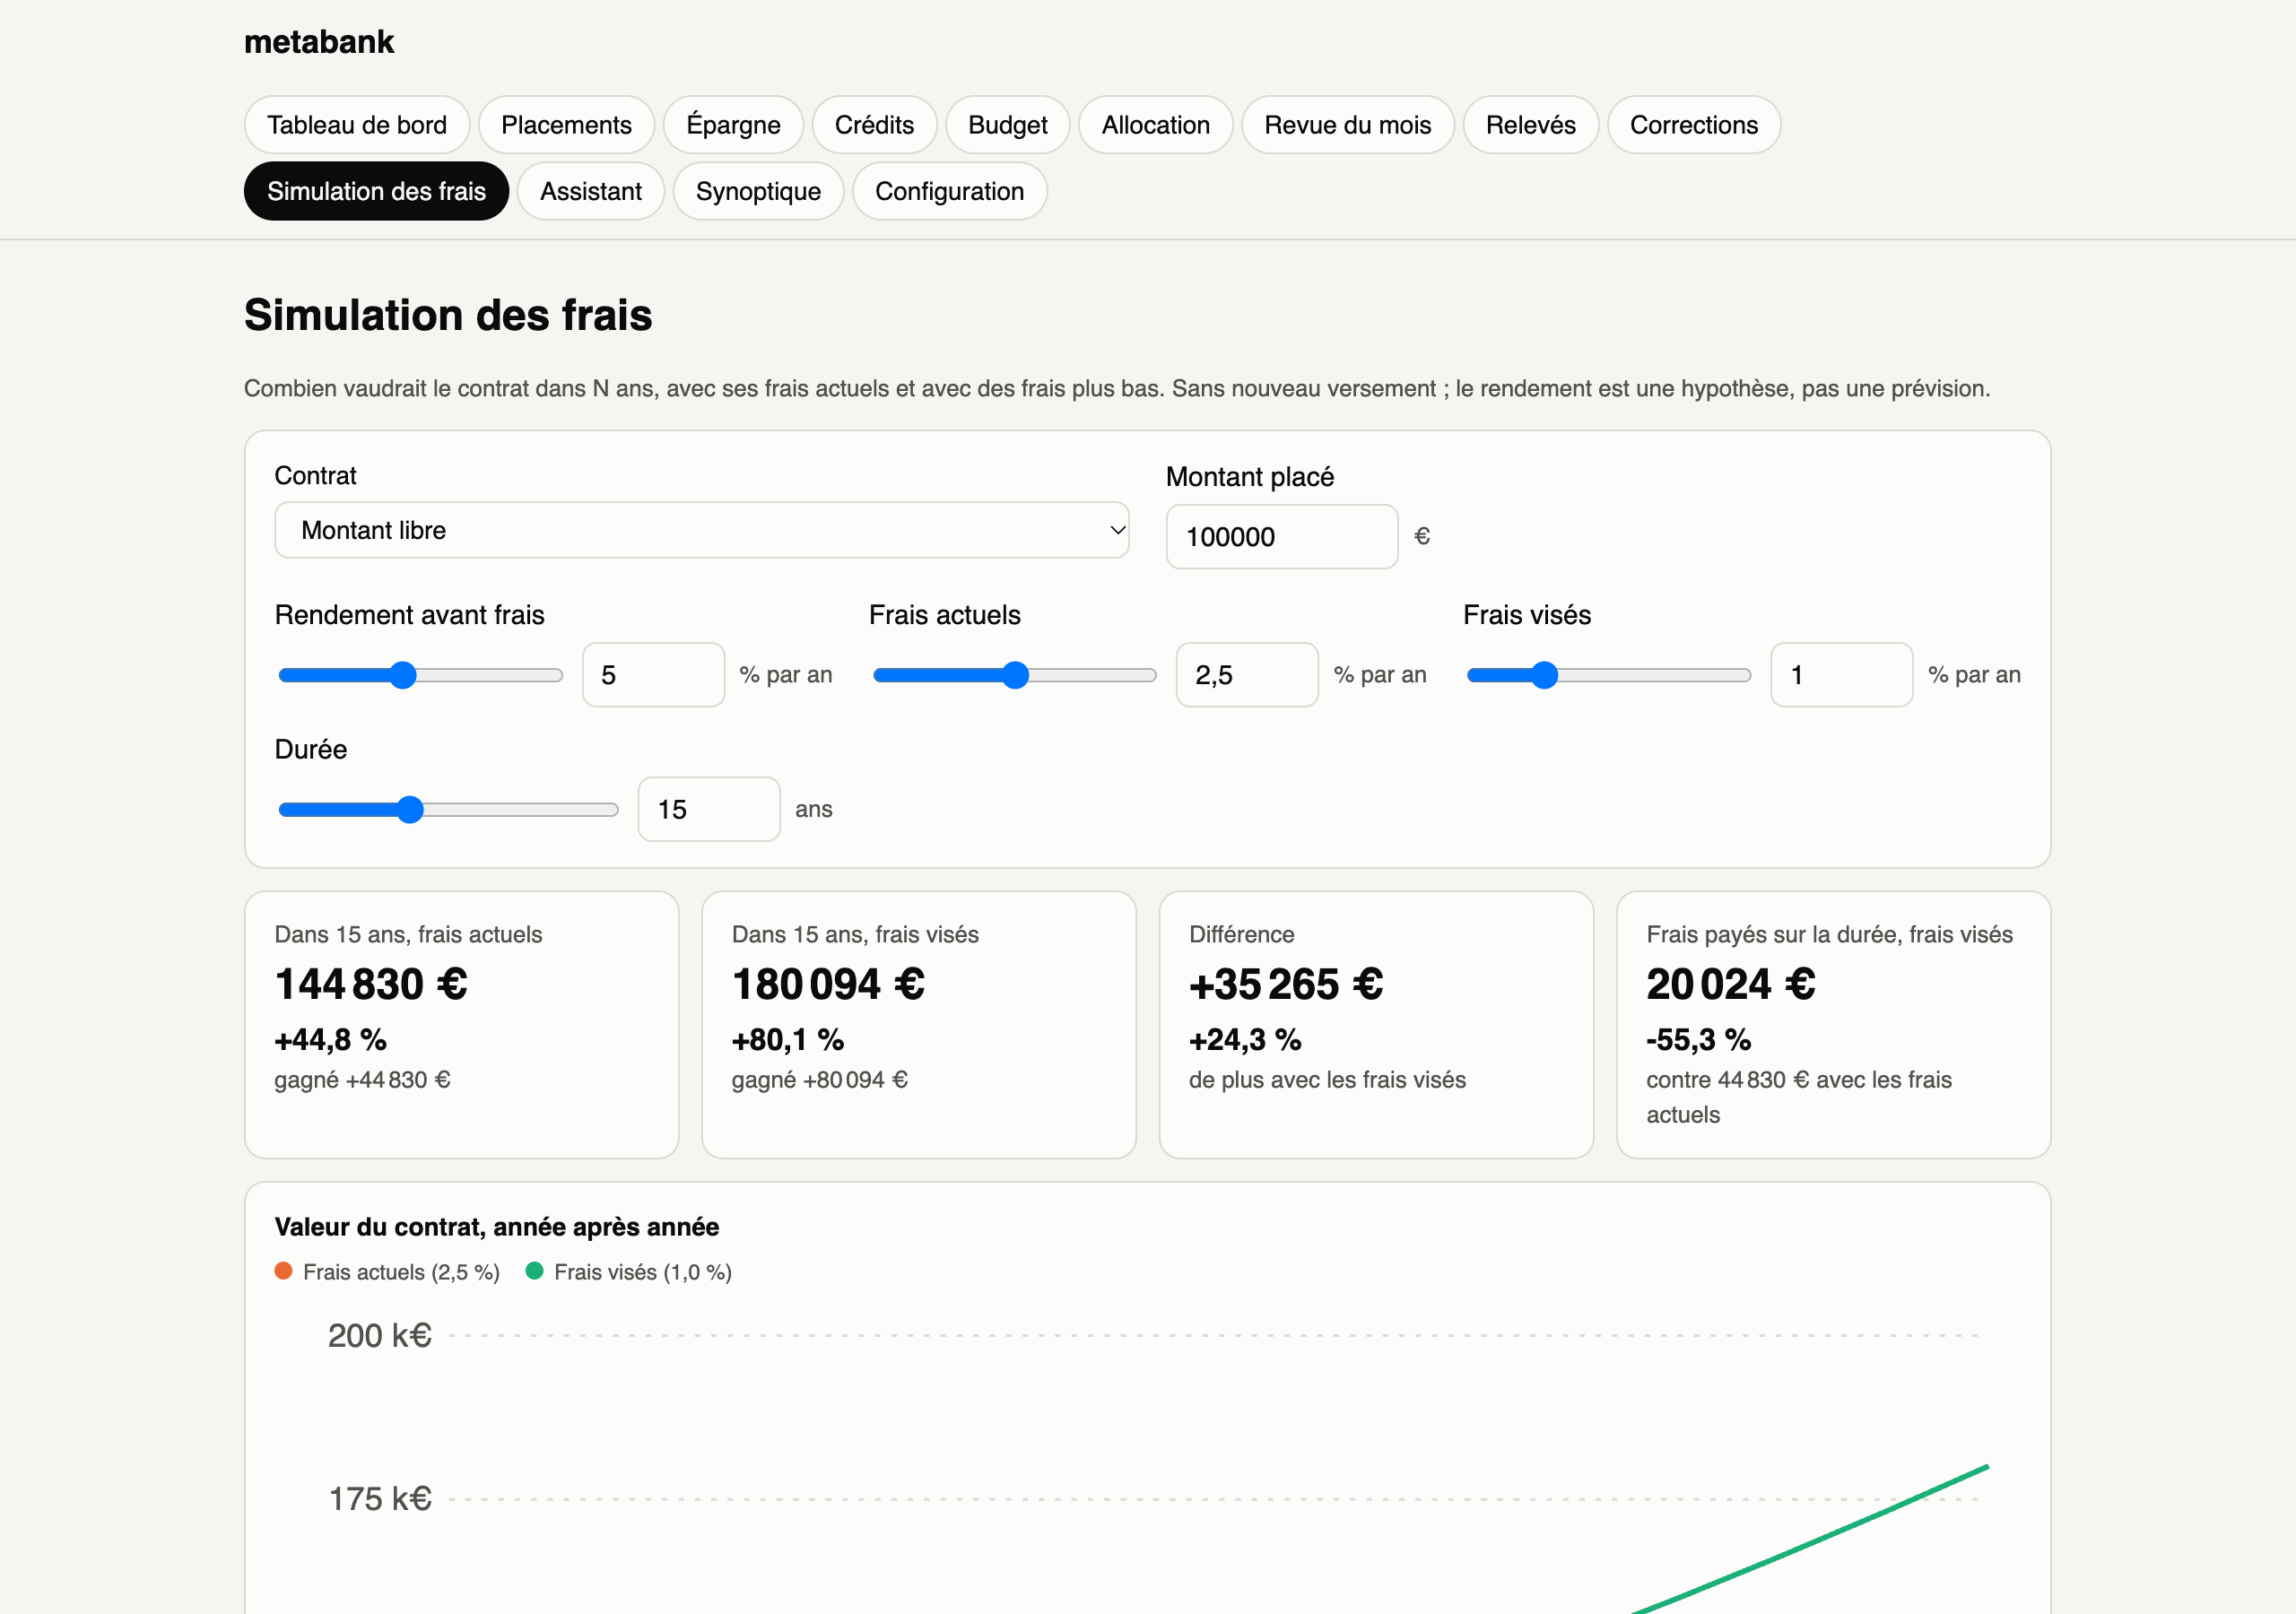 metabank
Tableau de bord
Placements
Épargne
Crédits
Budget
Allocation
Revue du mois
Relevés
Corrections
Simulation des frais
Assistant
Synoptique
Configuration
Simulation des frais
Combien vaudrait le contrat dans N ans, avec ses frais actuels et avec des frais plus bas. Sans nouveau versement ; le rendement est une hypothèse, pas une prévision.
Contrat
Montant libre
Montant placé
100000 €
Rendement avant frais
5 % par an
Frais actuels
2,5 % par an
Frais visés
1 % par an
Durée
15 ans
Dans 15 ans, frais actuels
144 830 €
+44,8 %
gagné +44 830 €
Dans 15 ans, frais visés
180 094 €
+80,1 %
gagné +80 094 €
Différence
+35 265 €
+24,3 %
de plus avec les frais visés
Frais payés sur la durée, frais visés
20 024 €
-55,3 %
contre 44 830 € avec les frais
actuels
Valeur du contrat, année après année
Frais actuels (2,5 %)
Frais visés (1,0 %)
200 k€
175 k€